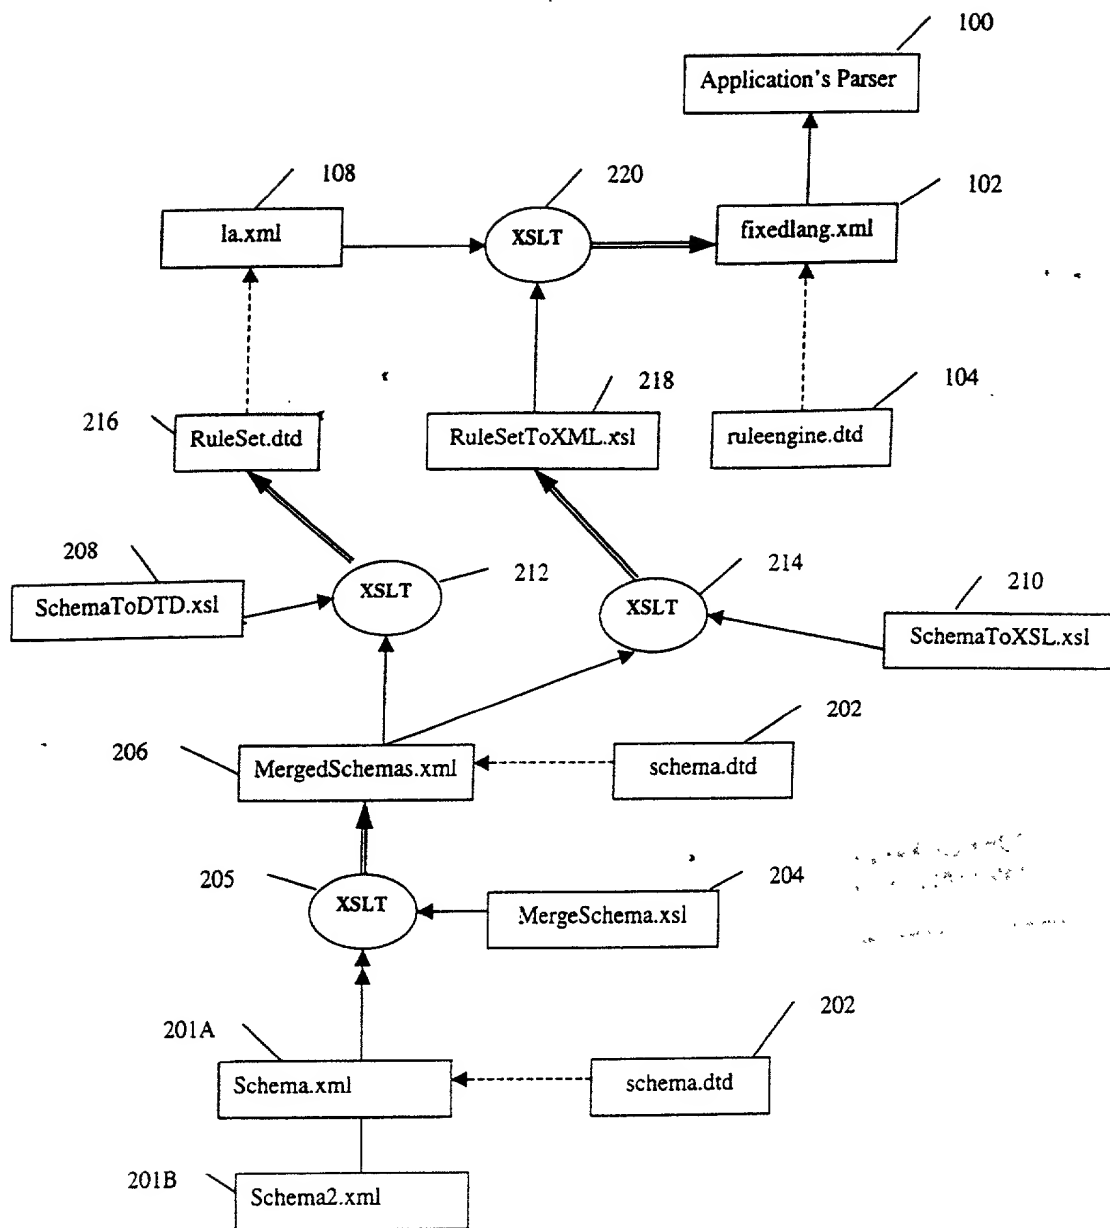 100
Application's Parser
108
220
102
la.xml
XSLT
fixedlang.xml
218
104
216
RuleSet.dtd
RuleSetToXML.xsl
ruleengine.dtd
208
212
214
210
SchemaToDTD.xsl
XSLT
XSLT
SchemaToXSL.xsl
202
206
MergedSchemas.xml
schema.dtd
205
204
XSLT
MergeSchema.xsl
201A
202
Schema.xml
schema.dtd
201B
Schema2.xml